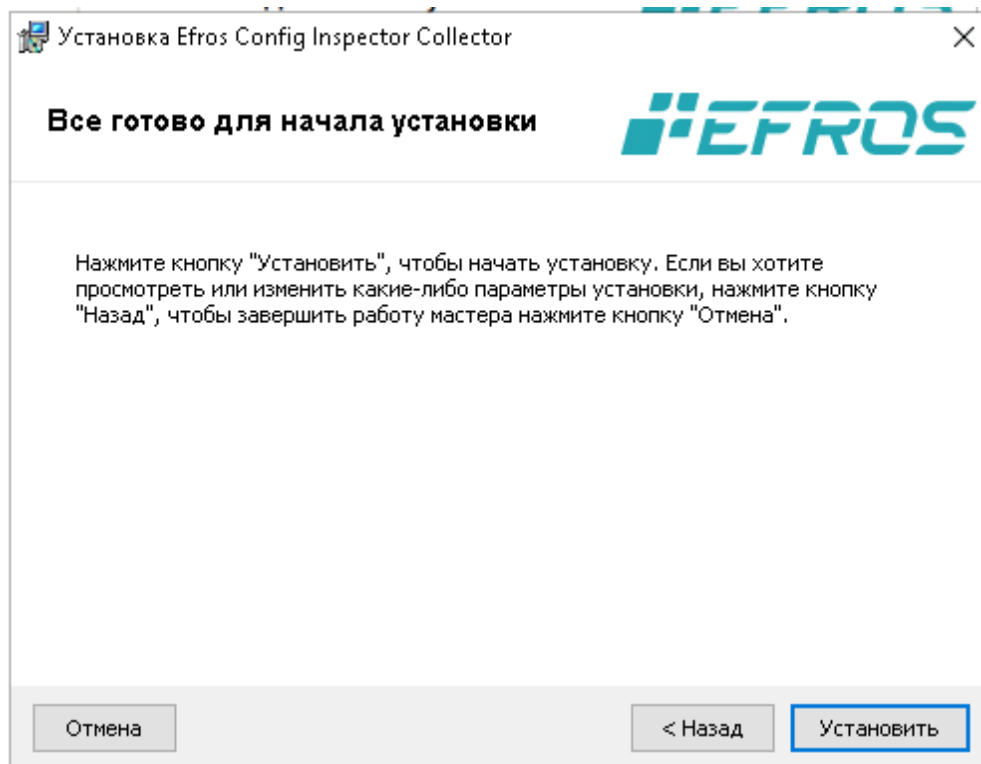 Установка Efros Config Inspector Collector
Все готово для начала установки
EFROS
Нажмите кнопку "Установить", чтобы начать установку. Если вы хотите
просмотреть или изменить какие-либо параметры установки, нажмите кнопку
"Назад", чтобы завершить работу мастера нажмите кнопку "Отмена".
Отмена
< Назад
Установить